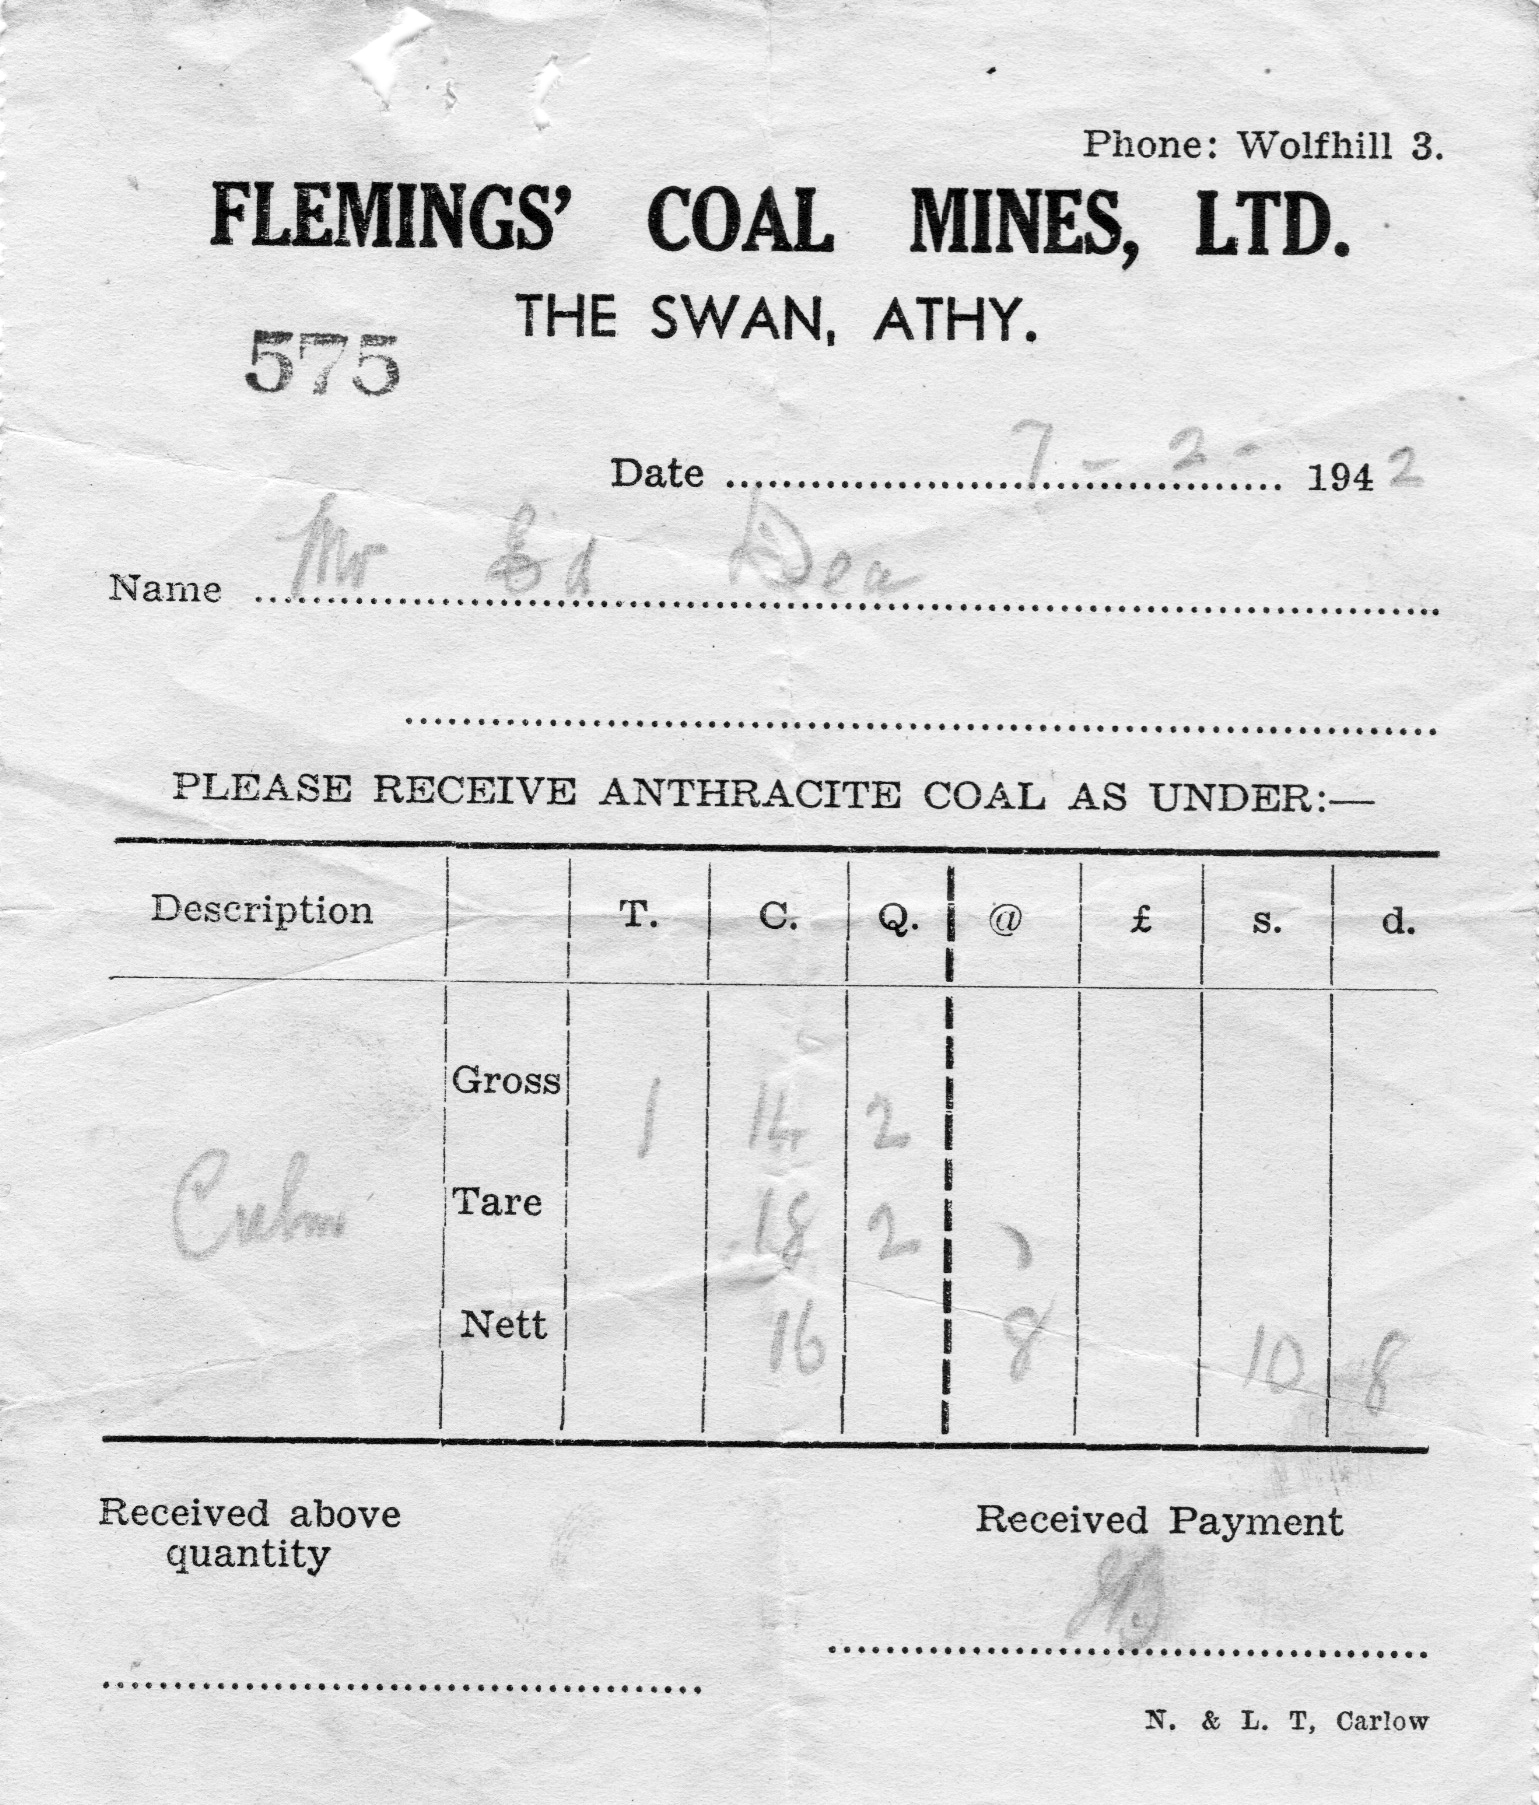 Phone: Wolfhill 3.
FLEMINGS' COAL MINES, LTD.
THE SWAN, ATHY.
575
Date 7 - 2 - 1942
Name Mr Ed Dea
PLEASE RECEIVE ANTHRACITE COAL AS UNDER:—
Description T. C. Q. @ £ s. d.
Gross 1 14 2
Culm Tare 18 2
Nett 16 8 10 8
Received above quantity
Received Payment
N. & L. T, Carlow